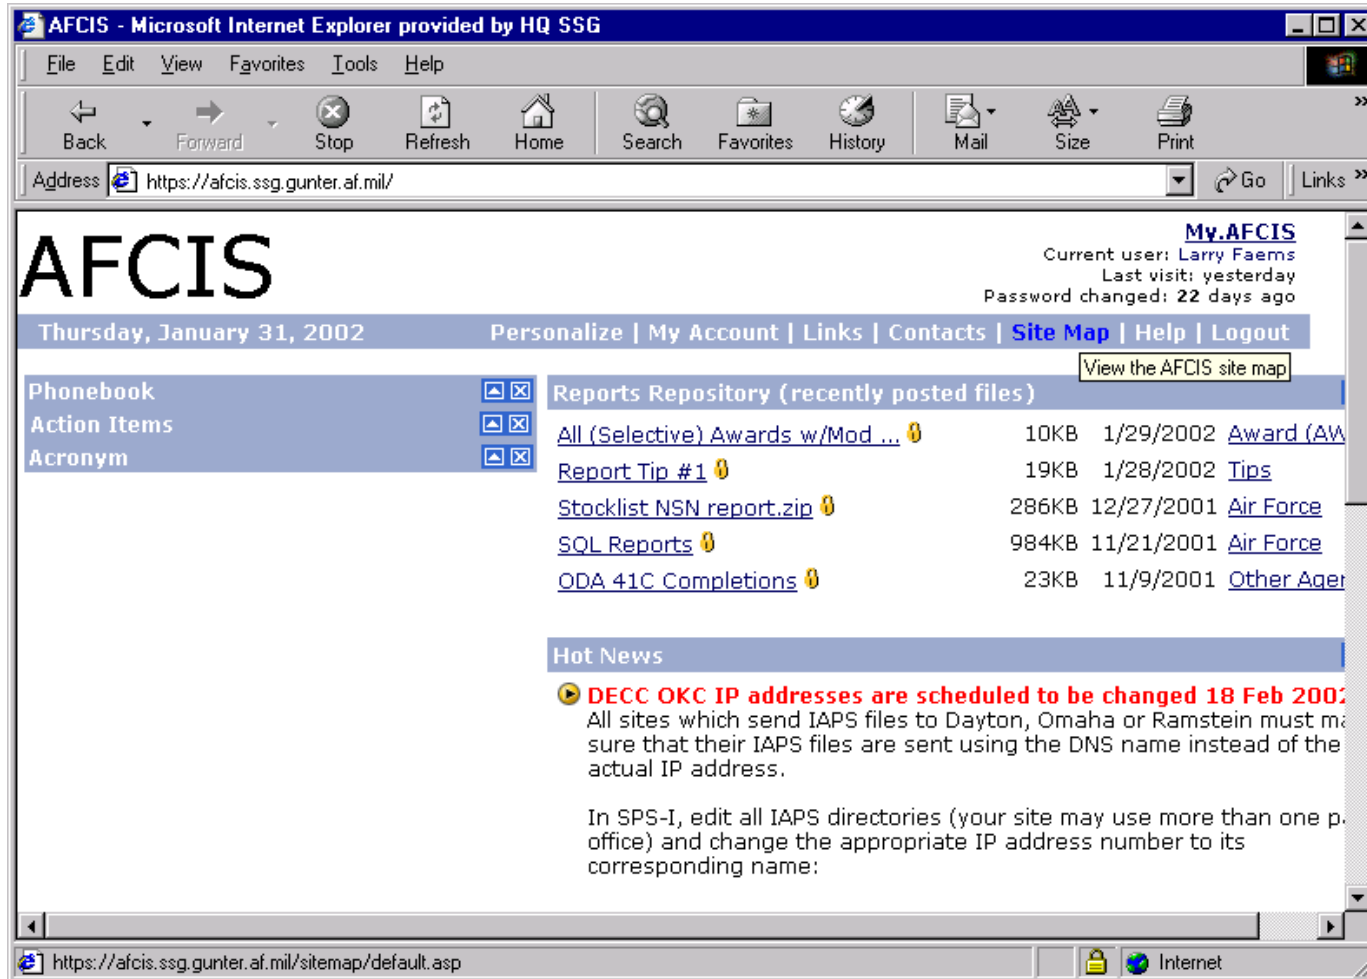 AFCIS - Microsoft Internet Explorer provided by HQ SSG
File Edit View Favorites Tools Help
Back Forward Stop Refresh Home Search Favorites History Mail Size Print »
Address https://afcis.ssg.gunter.af.mil/ Go Links »
AFCIS
My.AFCIS
Current user: Larry Faems
Last visit: yesterday
Password changed: 22 days ago
Thursday, January 31, 2002 Personalize | My Account | Links | Contacts | Site Map | Help | Logout
View the AFCIS site map
Phonebook
Action Items
Acronym
Reports Repository (recently posted files)
All (Selective) Awards w/Mod ... 10KB 1/29/2002 Award (AW
Report Tip #1 19KB 1/28/2002 Tips
Stocklist NSN report.zip 286KB 12/27/2001 Air Force
SQL Reports 984KB 11/21/2001 Air Force
ODA 41C Completions 23KB 11/9/2001 Other Agen
Hot News
DECC OKC IP addresses are scheduled to be changed 18 Feb 2002
All sites which send IAPS files to Dayton, Omaha or Ramstein must ma
sure that their IAPS files are sent using the DNS name instead of the
actual IP address.
In SPS-I, edit all IAPS directories (your site may use more than one p
office) and change the appropriate IP address number to its
corresponding name:
https://afcis.ssg.gunter.af.mil/sitemap/default.asp Internet